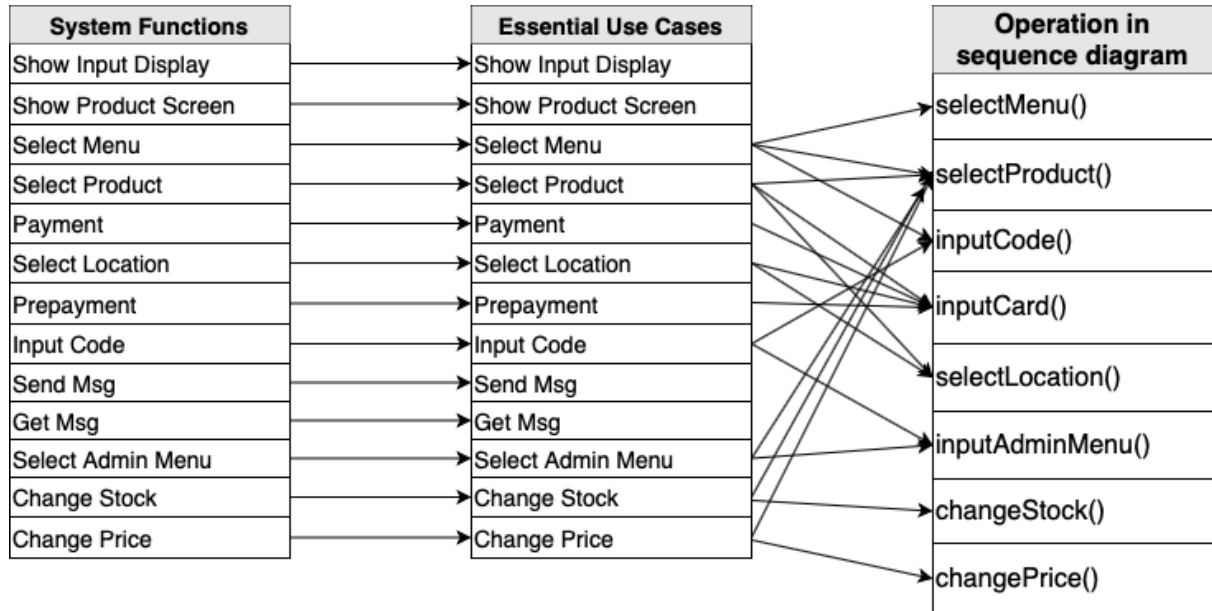 System Functions
Show Input Display
Show Product Screen
Select Menu
Select Product
Payment
Select Location
Prepayment
Input Code
Send Msg
Get Msg
Select Admin Menu
Change Stock
Change Price
Essential Use Cases
Show Input Display
Show Product Screen
Select Menu
Select Product
Payment
Select Location
Prepayment
Input Code
Send Msg
Get Msg
Select Admin Menu
Change Stock
Change Price
Operation in
sequence diagram
selectMenu()
selectProduct()
inputCode()
inputCard()
selectLocation()
inputAdminMenu()
changeStock()
changePrice()